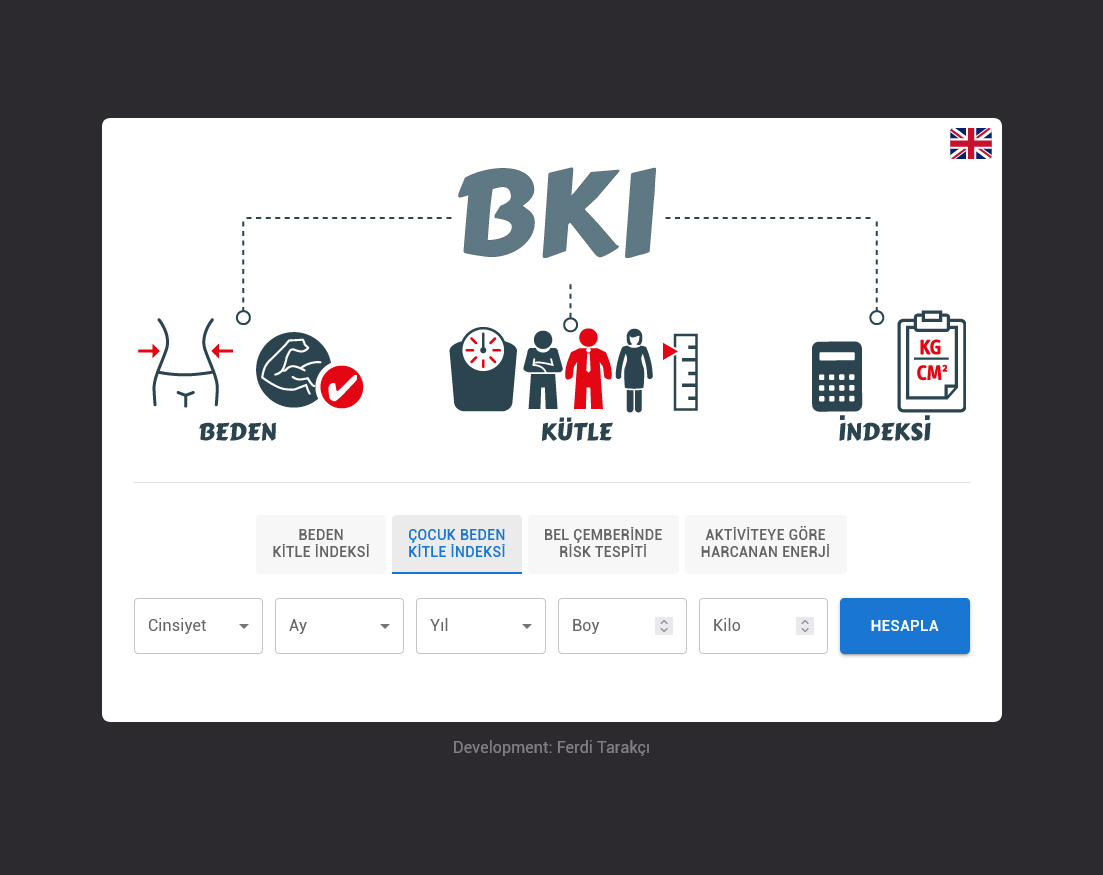 BKI
KG
CM²
BEDEN
KÜTLE
İNDEKSİ
BEDEN
KİTLE İNDEKSİ
ÇOCUK BEDEN
KİTLE İNDEKSİ
BEL ÇEMBERİNDE
RİSK TESPİTİ
AKTİVİTEYE GÖRE
HARCANAN ENERJİ
Cinsiyet
Ay
Yıl
Boy
Kilo
HESAPLA
Development: Ferdi Tarakçı